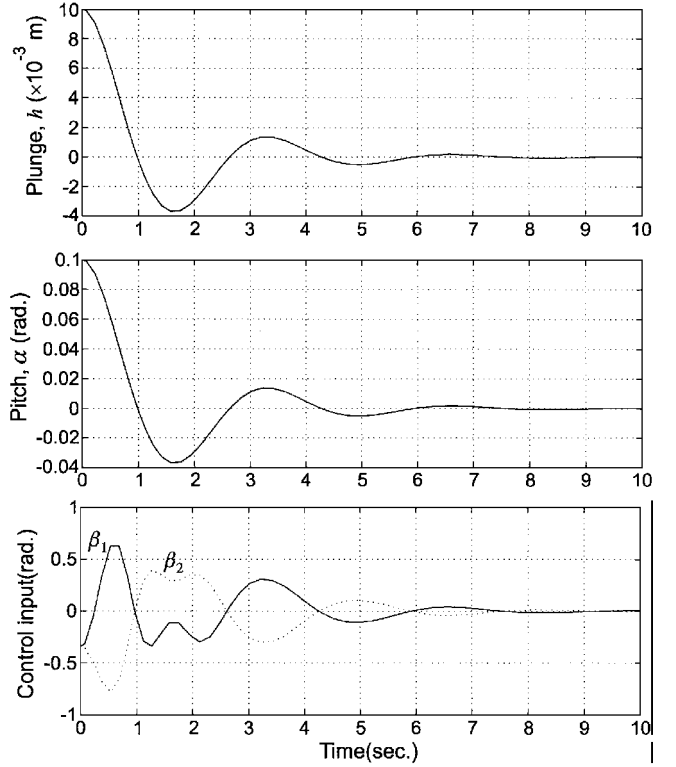 Plunge, h (×10⁻³ m)
10
8
6
4
2
0
-2
-4
0 1 2 3 4 5 6 7 8 9 10
Pitch, α (rad.)
0.1
0.08
0.06
0.04
0.02
0
-0.02
-0.04
0 1 2 3 4 5 6 7 8 9 10
Control input(rad.)
1
0.5
0
-0.5
-1
β₁
β₂
0 1 2 3 4 5 6 7 8 9 10
Time(sec.)